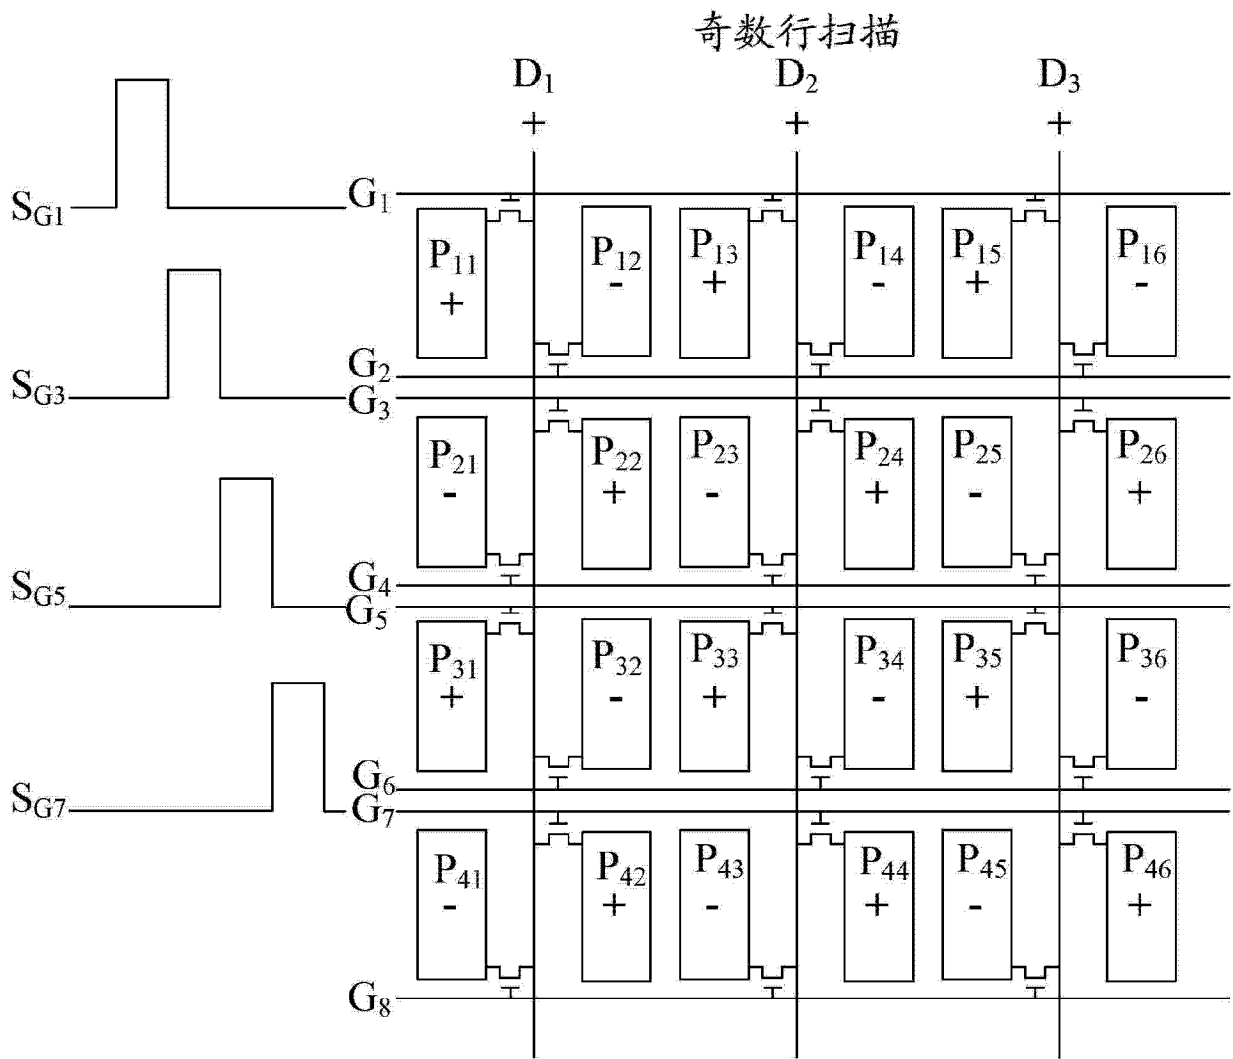 奇数行扫描
D1 D2 D3
+ + +
SG1 G1
P11 P12 P13 P14 P15 P16
+ - + - + -
G2
SG3 G3
P21 P22 P23 P24 P25 P26
- + - + - +
G4
SG5 G5
P31 P32 P33 P34 P35 P36
+ - + - + -
G6
SG7 G7
P41 P42 P43 P44 P45 P46
- + - + - +
G8